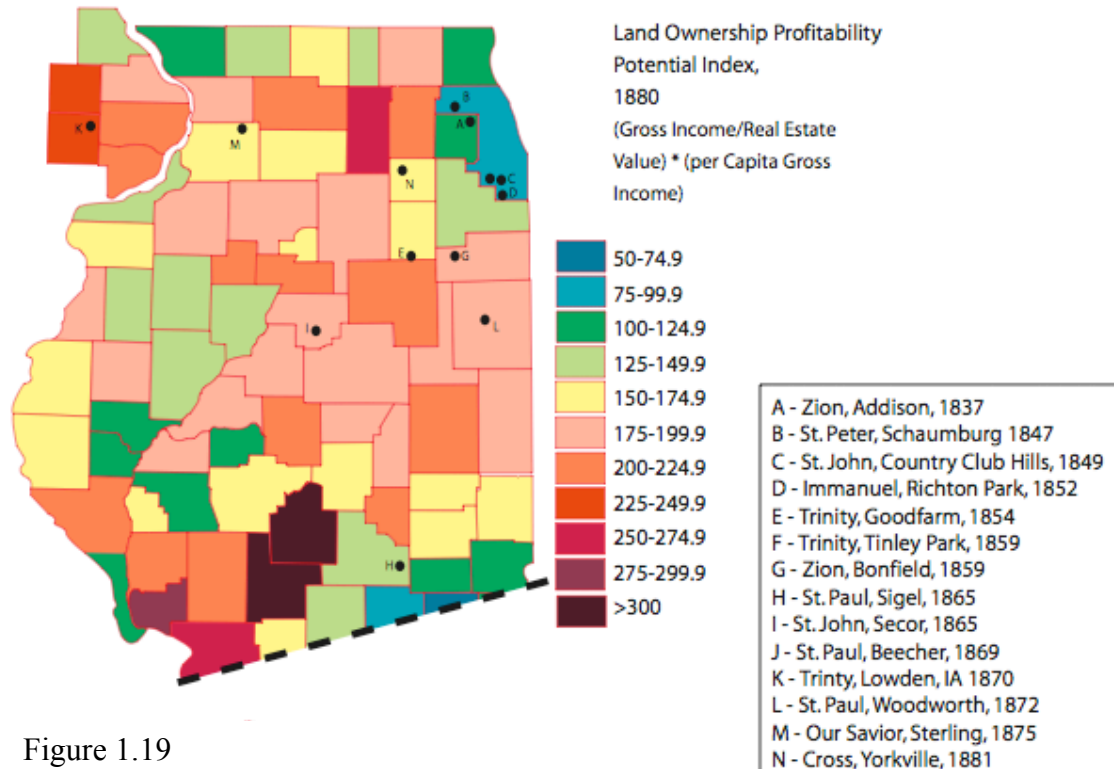 Land Ownership Profitability
Potential Index,
1880
(Gross Income/Real Estate
Value) * (per Capita Gross
Income)
B
K
A
M
N
C
D
E
G
I
L
H
50-74.9
75-99.9
100-124.9
125-149.9
150-174.9
175-199.9
200-224.9
225-249.9
250-274.9
275-299.9
>300
A - Zion, Addison, 1837
B - St. Peter, Schaumburg 1847
C - St. John, Country Club Hills, 1849
D - Immanuel, Richton Park, 1852
E - Trinity, Goodfarm, 1854
F - Trinity, Tinley Park, 1859
G - Zion, Bonfield, 1859
H - St. Paul, Sigel, 1865
I - St. John, Secor, 1865
J - St. Paul, Beecher, 1869
K - Trinty, Lowden, IA 1870
L - St. Paul, Woodworth, 1872
M - Our Savior, Sterling, 1875
N - Cross, Yorkville, 1881
Figure 1.19